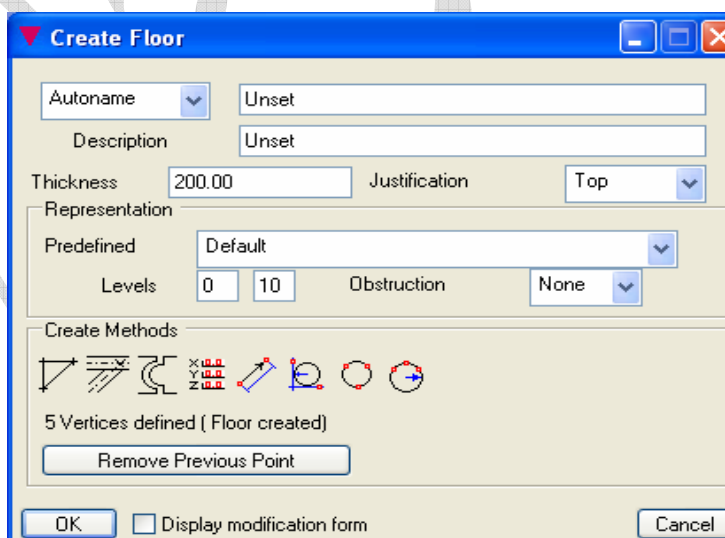 Create Floor
Autoname Unset
Description Unset
Thickness 200.00 Justification Top
Representation
Predefined Default
Levels 0 10 Obstruction None
Create Methods
X
Y
Z
5 Vertices defined ( Floor created)
Remove Previous Point
OK Display modification form Cancel